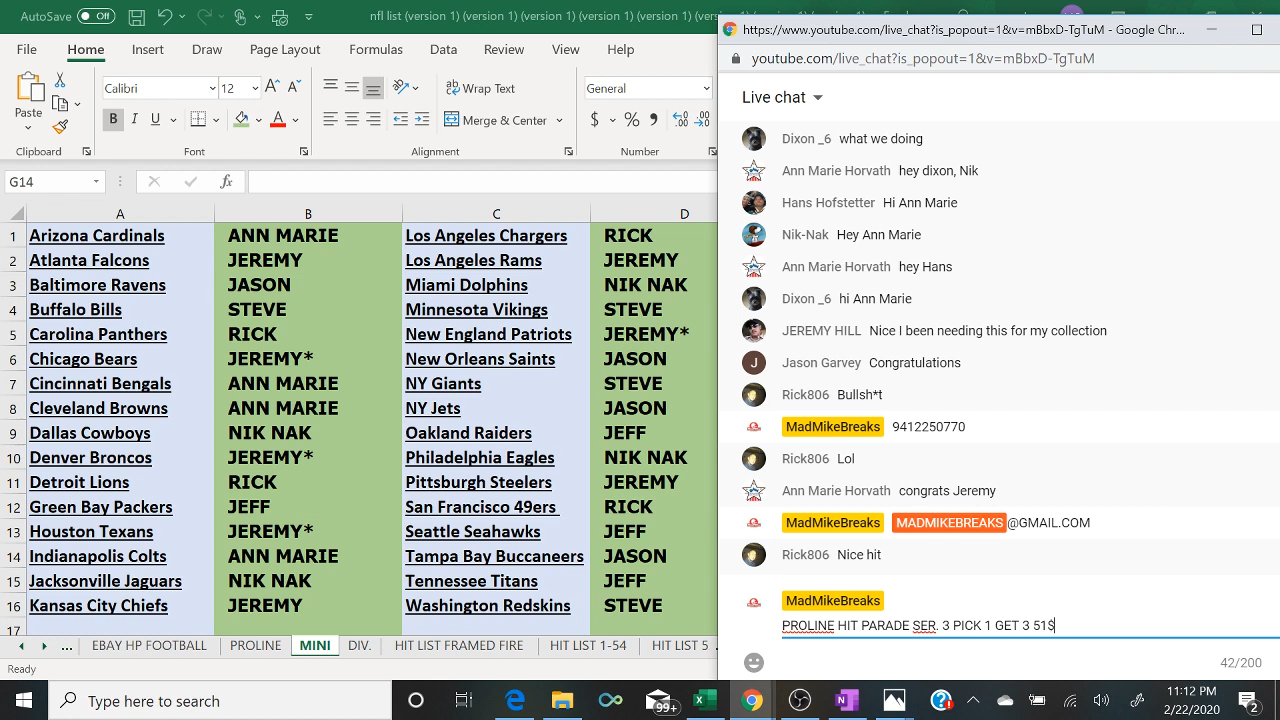 AutoSave Off nfl list (version 1) (version 1) (version 1) (version
File Home Insert Draw Page Layout Formulas Data Review View Help
https://www.youtube.com/live_chat?is_popout=1&v=mBbxD-TgTuM - Google Chr...
youtube.com/live_chat?is_popout=1&v=mBbxD-TgTuM
Paste
Calibri 12
B I U
Wrap Text
Merge & Center
General
$ % 9
Clipboard Font Alignment Number
G14 fx
A B C D
1 Arizona Cardinals ANN MARIE Los Angeles Chargers RICK
2 Atlanta Falcons JEREMY Los Angeles Rams JEREMY
3 Baltimore Ravens JASON Miami Dolphins NIK NAK
4 Buffalo Bills STEVE Minnesota Vikings STEVE
5 Carolina Panthers RICK New England Patriots JEREMY*
6 Chicago Bears JEREMY* New Orleans Saints JASON
7 Cincinnati Bengals ANN MARIE NY Giants STEVE
8 Cleveland Browns ANN MARIE NY Jets JASON
9 Dallas Cowboys NIK NAK Oakland Raiders JEFF
10 Denver Broncos JEREMY* Philadelphia Eagles NIK NAK
11 Detroit Lions RICK Pittsburgh Steelers JEREMY
12 Green Bay Packers JEFF San Francisco 49ers RICK
13 Houston Texans JEREMY* Seattle Seahawks JEFF
14 Indianapolis Colts ANN MARIE Tampa Bay Buccaneers JASON
15 Jacksonville Jaguars NIK NAK Tennessee Titans JEFF
16 Kansas City Chiefs JEREMY Washington Redskins STEVE
17
... EBAY HP FOOTBALL PROLINE MINI DIV. HIT LIST FRAMED FIRE HIT LIST 1-54 HIT LIST 5 ...
Ready
Live chat
Dixon _6 what we doing
Ann Marie Horvath hey dixon, Nik
Hans Hofstetter Hi Ann Marie
Nik-Nak Hey Ann Marie
Ann Marie Horvath hey Hans
Dixon _6 hi Ann Marie
JEREMY HILL Nice I been needing this for my collection
J Jason Garvey Congratulations
Rick806 Bullsh*t
MadMikeBreaks 9412250770
Rick806 Lol
Ann Marie Horvath congrats Jeremy
MadMikeBreaks MADMIKEBREAKS@GMAIL.COM
Rick806 Nice hit
MadMikeBreaks
PROLINE HIT PARADE SER. 3 PICK 1 GET 3 51S
42/200
Type here to search
99+
11:12 PM
2/22/2020
2